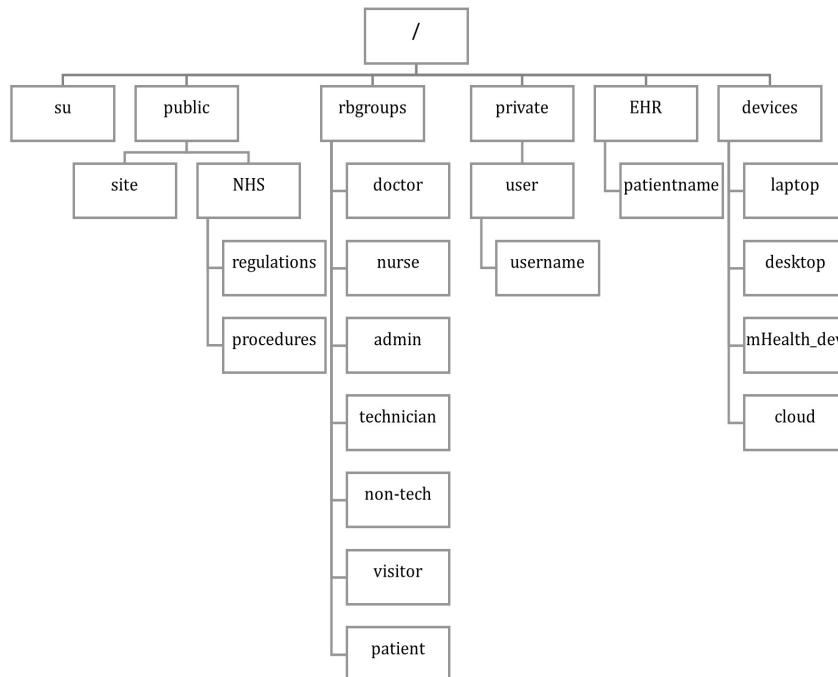 /
su
public
rbgroups
private
EHR
devices
site
NHS
doctor
user
patientname
laptop
regulations
nurse
username
desktop
procedures
admin
mHealth_dev
technician
cloud
non-tech
visitor
patient